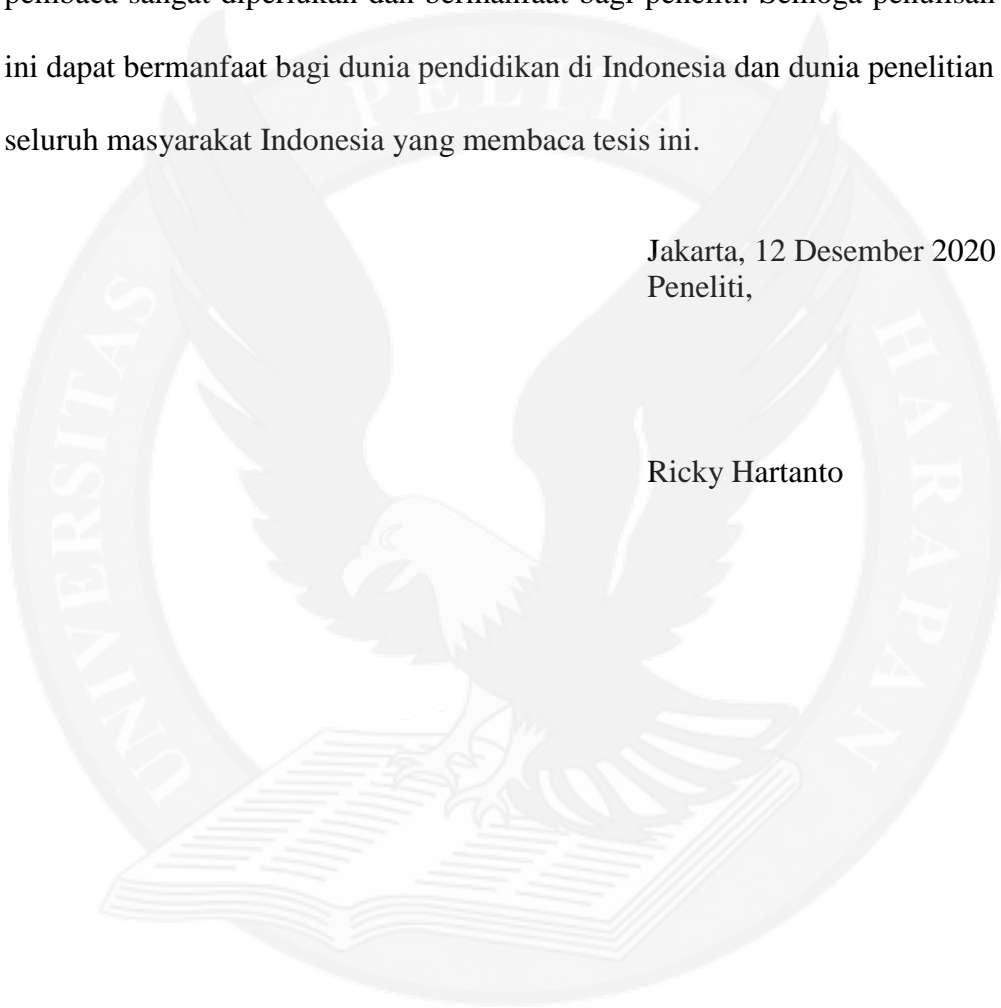 pembaca sangat diperlukan dan bermanfaat bagi peneliti. Semoga penulisan
ini dapat bermanfaat bagi dunia pendidikan di Indonesia dan dunia penelitian
seluruh masyarakat Indonesia yang membaca tesis ini.
Jakarta, 12 Desember 2020
Peneliti,
Ricky Hartanto
UNIVERSITAS PELITA HARAPAN